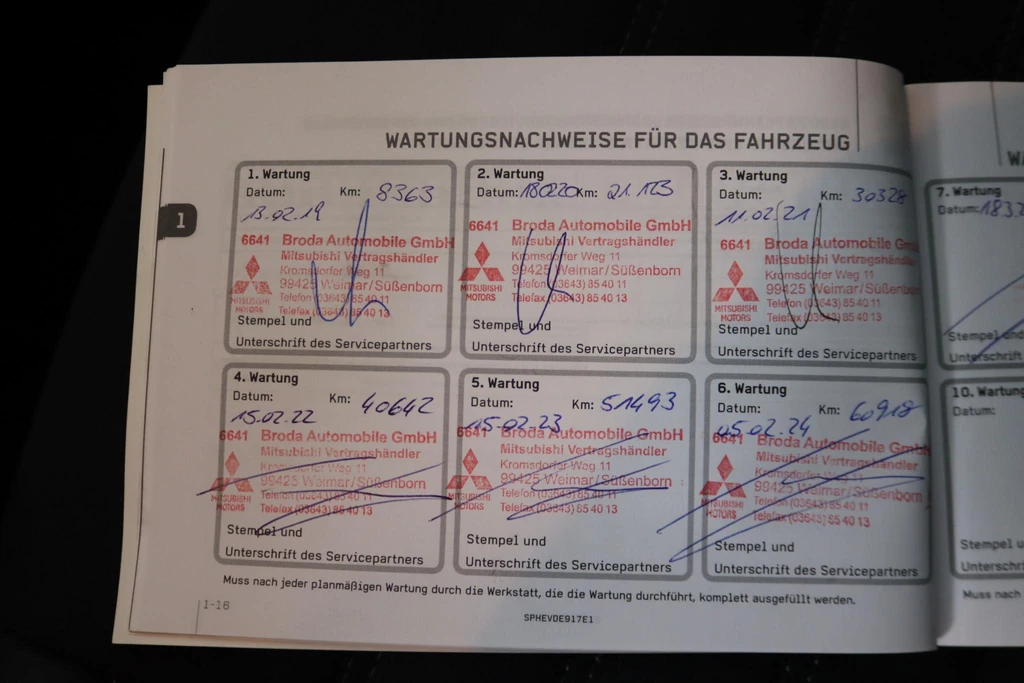 WARTUNGSNACHWEISE FÜR DAS FAHRZEUG
1
1. Wartung
Datum: Km: 8363
13.02.19
6641 Broda Automobile GmbH
Mitsubishi Vertragshändler
Kromsdorfer Weg 11
99425 Weimar/Süßenborn
Telefon (03643) 85 40 11
Telefax (03643) 85 40 13
MITSUBISHI
MOTORS
Stempel und
Unterschrift des Servicepartners
2. Wartung
Datum: 180220 Km: 21.123
6641 Broda Automobile GmbH
Mitsubishi Vertragshändler
Kromsdorfer Weg 11
99425 Weimar/Süßenborn
Telefon (03643) 85 40 11
Telefax (03643) 85 40 13
MITSUBISHI
MOTORS
Stempel und
Unterschrift des Servicepartners
3. Wartung
Datum: Km: 30328
11.02.21
6641 Broda Automobile GmbH
Mitsubishi Vertragshändler
Kromsdorfer Weg 11
99425 Weimar/Süßenborn
Telefon (03643) 85 40 11
Telefax (03643) 85 40 13
MITSUBISHI
MOTORS
Stempel und
Unterschrift des Servicepartners
4. Wartung
Datum: Km: 40642
15.02.22
6641 Broda Automobile GmbH
Mitsubishi Vertragshändler
Kromsdorfer Weg 11
99425 Weimar/Süßenborn
Telefon (03643) 85 40 11
Telefax (03643) 85 40 13
MITSUBISHI
MOTORS
Stempel und
Unterschrift des Servicepartners
5. Wartung
Datum: Km: 51493
15.02.23
6641 Broda Automobile GmbH
Mitsubishi Vertragshändler
Kromsdorfer Weg 11
99425 Weimar/Süßenborn
Telefon (03643) 85 40 11
Telefax (03643) 85 40 13
MITSUBISHI
MOTORS
Stempel und
Unterschrift des Servicepartners
6. Wartung
Datum: Km: 60918
05.02.24
6641 Broda Automobile GmbH
Mitsubishi Vertragshändler
Kromsdorfer Weg 11
99425 Weimar/Süßenborn
Telefon (03643) 85 40 11
Telefax (03643) 85 40 13
MITSUBISHI
MOTORS
Stempel und
Unterschrift des Servicepartners
Muss nach jeder planmäßigen Wartung durch die Werkstatt, die die Wartung durchführt, komplett ausgefüllt werden.
1-16
SPHEVDE917E1
7. Wartung
Datum:
Stempel und
Unterschrift
10. Wartung
Datum:
Stempel u
Unterschri
Muss nach